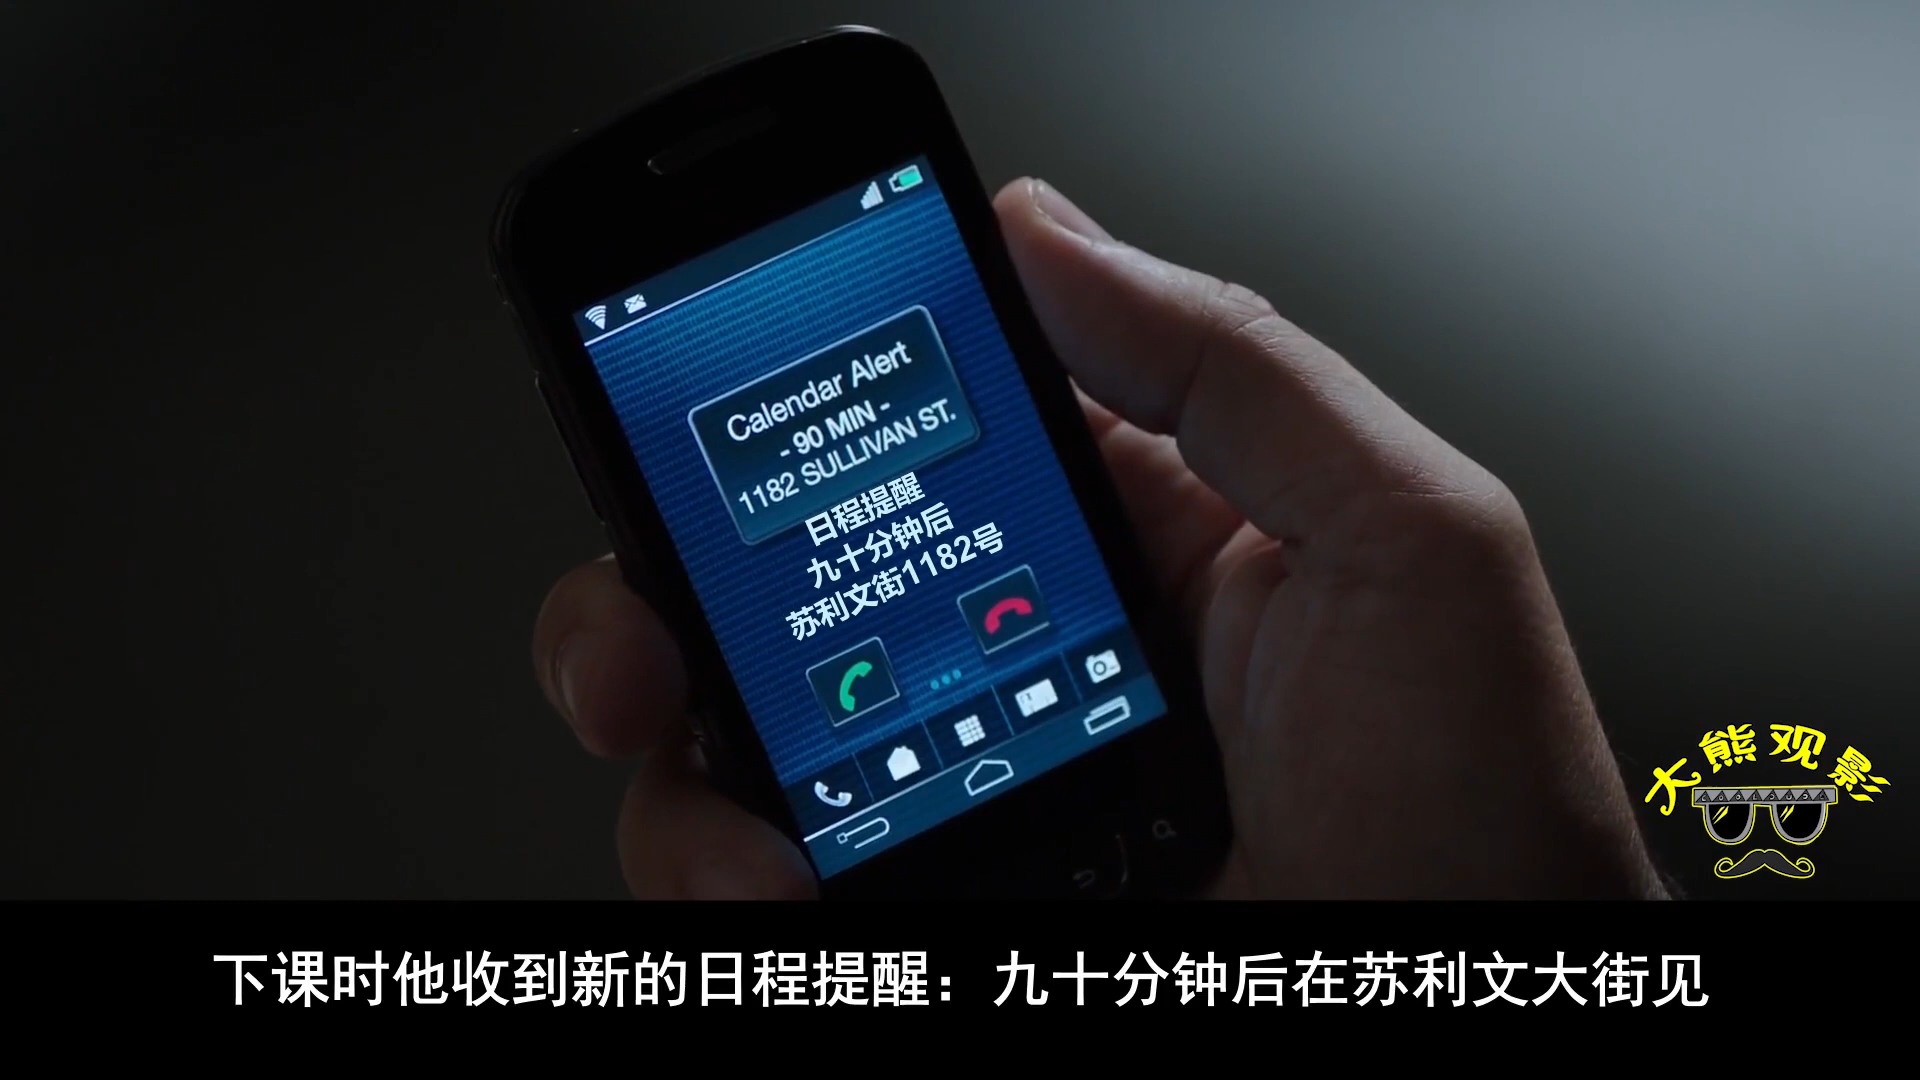 Calendar Alert
- 90 MIN -
1182 SULLIVAN ST.
日程提醒
九十分钟后
苏利文街1182号
大熊观影
下课时他收到新的日程提醒：九十分钟后在苏利文大街见